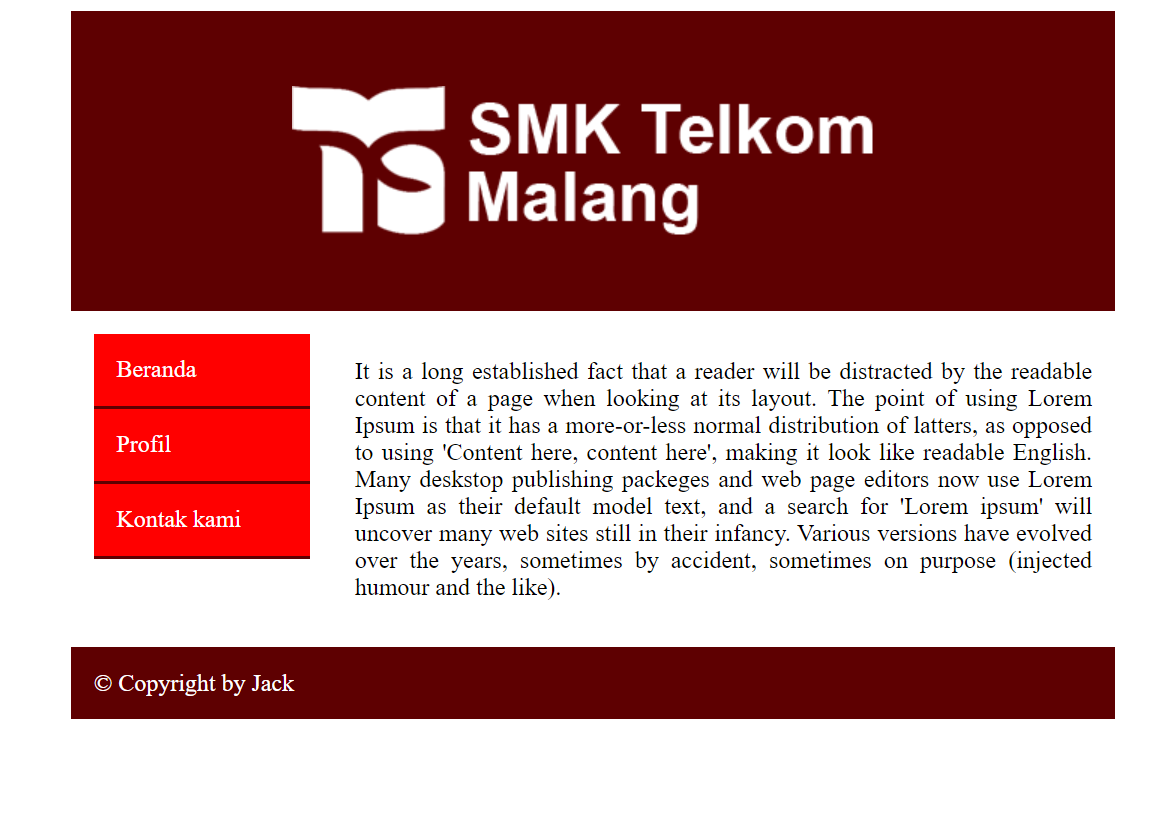 SMK Telkom
Malang
Beranda
Profil
Kontak kami
It is a long established fact that a reader will be distracted by the readable
content of a page when looking at its layout. The point of using Lorem
Ipsum is that it has a more-or-less normal distribution of latters, as opposed
to using 'Content here, content here', making it look like readable English.
Many deskstop publishing packeges and web page editors now use Lorem
Ipsum as their default model text, and a search for 'Lorem ipsum' will
uncover many web sites still in their infancy. Various versions have evolved
over the years, sometimes by accident, sometimes on purpose (injected
humour and the like).
© Copyright by Jack